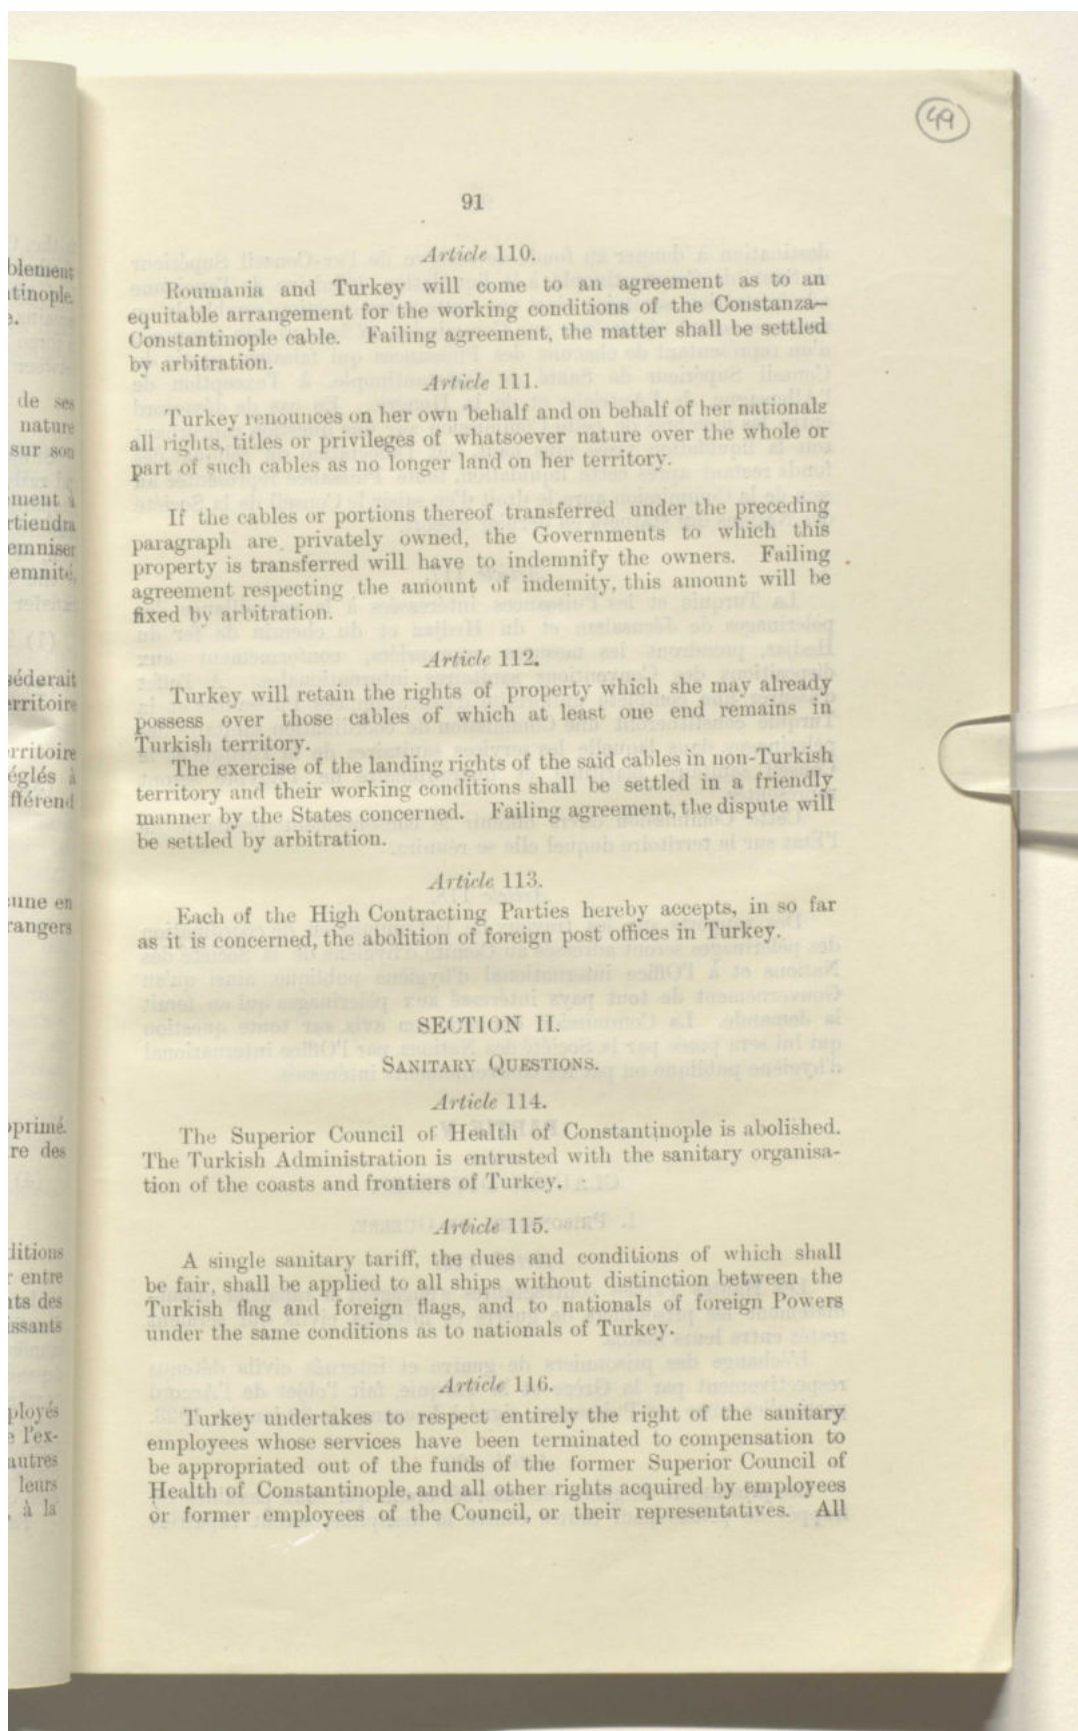 49
91
Article 110.
Roumania and Turkey will come to an agreement as to an
equitable arrangement for the working conditions of the Constanza–
Constantinople cable. Failing agreement, the matter shall be settled
by arbitration.
Article 111.
Turkey renounces on her own behalf and on behalf of her nationals
all rights, titles or privileges of whatsoever nature over the whole or
part of such cables as no longer land on her territory.
If the cables or portions thereof transferred under the preceding
paragraph are privately owned, the Governments to which this
property is transferred will have to indemnify the owners. Failing
agreement respecting the amount of indemity, this amount will be
fixed by arbitration.
Article 112.
Turkey will retain the rights of property which she may already
possess over those cables of which at least one end remains in
Turkish territory.
The exercise of the landing rights of the said cables in non-Turkish
territory and their working conditions shall be settled in a friendly
manner by the States concerned. Failing agreement, the dispute will
be settled by arbitration.
Article 113.
Each of the High Contracting Parties hereby accepts, in so far
as it is concerned, the abolition of foreign post offices in Turkey.
SECTION II.
SANITARY QUESTIONS.
Article 114.
The Superior Council of Health of Constantinople is abolished.
The Turkish Administration is entrusted with the sanitary organisa-
tion of the coasts and frontiers of Turkey.
Article 115.
A single sanitary tariff, the dues and conditions of which shall
be fair, shall be applied to all ships without distinction between the
Turkish flag and foreign flags, and to nationals of foreign Powers
under the same conditions as to nationals of Turkey.
Article 116.
Turkey undertakes to respect entirely the right of the sanitary
employees whose services have been terminated to compensation to
be appropriated out of the funds of the former Superior Council of
Health of Constantinople, and all other rights acquired by employees
or former employees of the Council, or their representatives. All